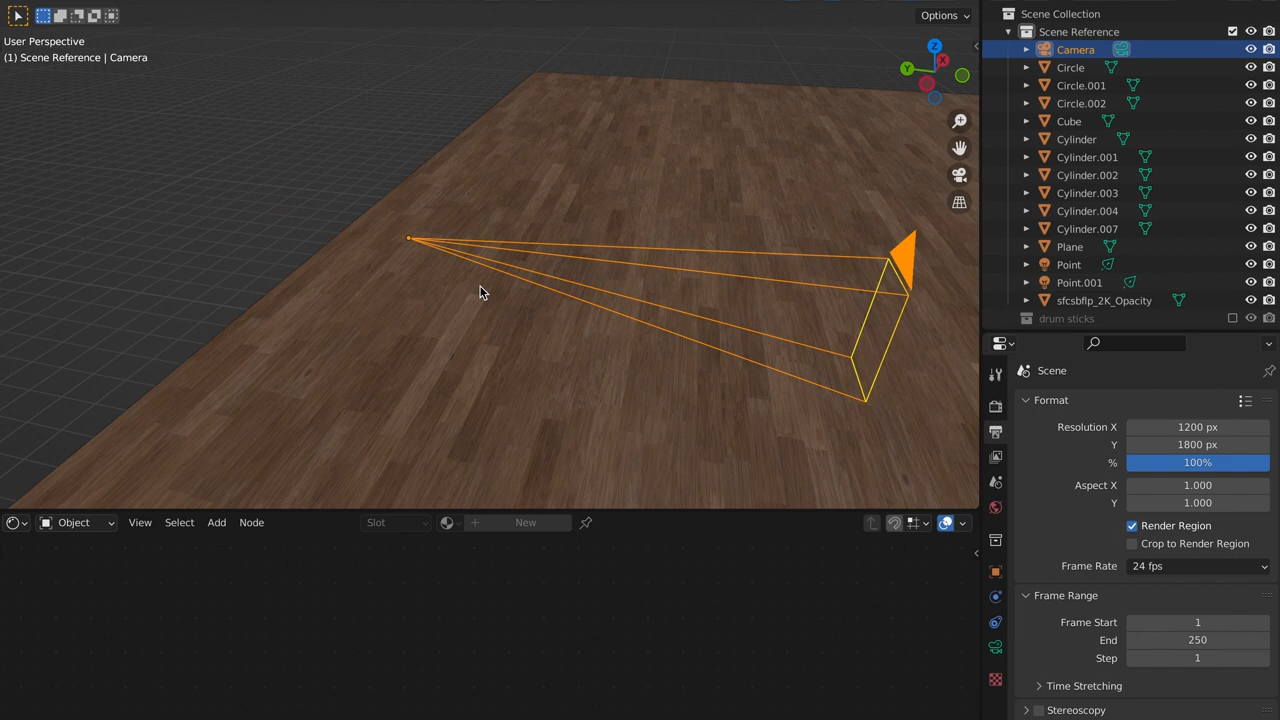 Options
User Perspective
(1) Scene Reference | Camera
Z
X
Y
Object
View
Select
Add
Node
Slot
New
Scene Collection
Scene Reference
Camera
Circle
Circle.001
Circle.002
Cube
Cylinder
Cylinder.001
Cylinder.002
Cylinder.003
Cylinder.004
Cylinder.007
Plane
Point
Point.001
sfcsbflp_2K_Opacity
drum sticks
Scene
Format
Resolution X 1200 px
Y 1800 px
% 100%
Aspect X 1.000
Y 1.000
Render Region
Crop to Render Region
Frame Rate 24 fps
Frame Range
Frame Start 1
End 250
Step 1
Time Stretching
Stereoscopy